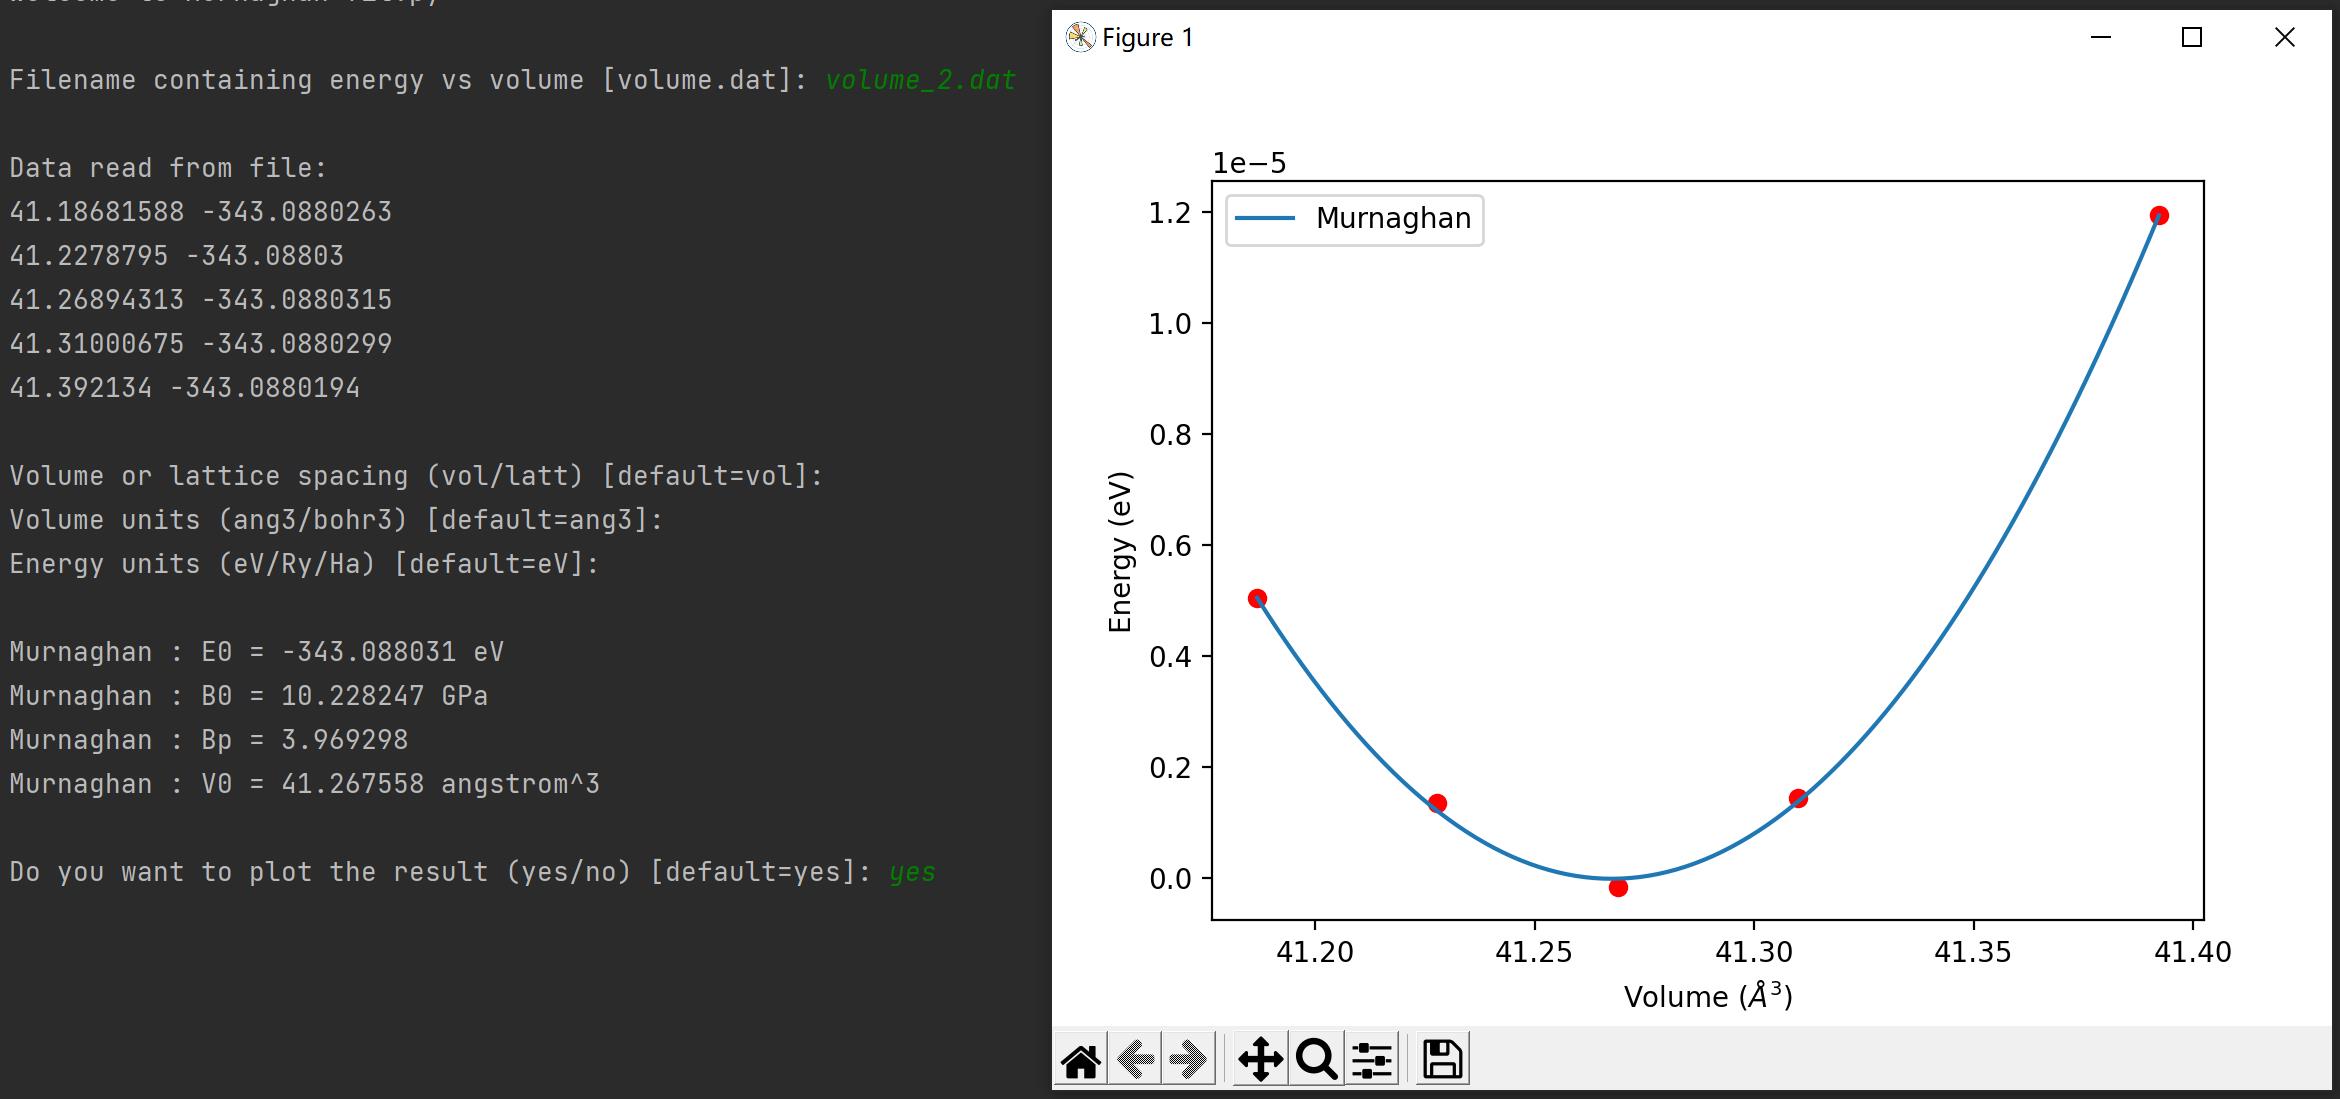 Filename containing energy vs volume [volume.dat]: volume_2.dat
Data read from file:
41.18681588 -343.0880263
41.2278795 -343.08803
41.26894313 -343.0880315
41.31000675 -343.0880299
41.392134 -343.0880194
Volume or lattice spacing (vol/latt) [default=vol]:
Volume units (ang3/bohr3) [default=ang3]:
Energy units (eV/Ry/Ha) [default=eV]:
Murnaghan : E0 = -343.088031 eV
Murnaghan : B0 = 10.228247 GPa
Murnaghan : Bp = 3.969298
Murnaghan : V0 = 41.267558 angstrom^3
Do you want to plot the result (yes/no) [default=yes]: yes
Figure 1
1e−5
Murnaghan
1.2
1.0
0.8
0.6
0.4
0.2
0.0
Energy (eV)
41.20 41.25 41.30 41.35 41.40
Volume (Å³)